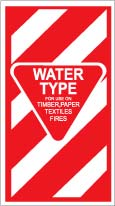 WATER
TYPE
FOR USE ON
TIMBER,PAPER
TEXTILES
FIRES